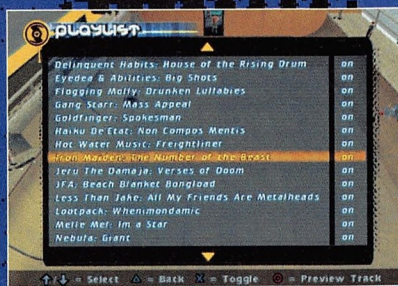 PLAYLIST
Delinquent Habits: House of the Rising Drum on
Eyedea & Abilities: Big Shots on
Flogging Molly: Drunken Lullabies on
Gang Starr: Mass Appeal on
Goldfinger: Spokesman on
Haiku De Etat: Non Compos Mentis on
Hot Water Music: Freightliner on
Iron Maiden: The Number of the Beast on
Jeru The Damaja: Verses of Doom on
JFA: Beach Blanket Bongload on
Less Than Jake: All My Friends Are Metalheads on
Lootpack: Whenimondamic on
Melle Mel: Im a Star on
Nebula: Giant on
= Select = Back X = Toggle = Preview Track